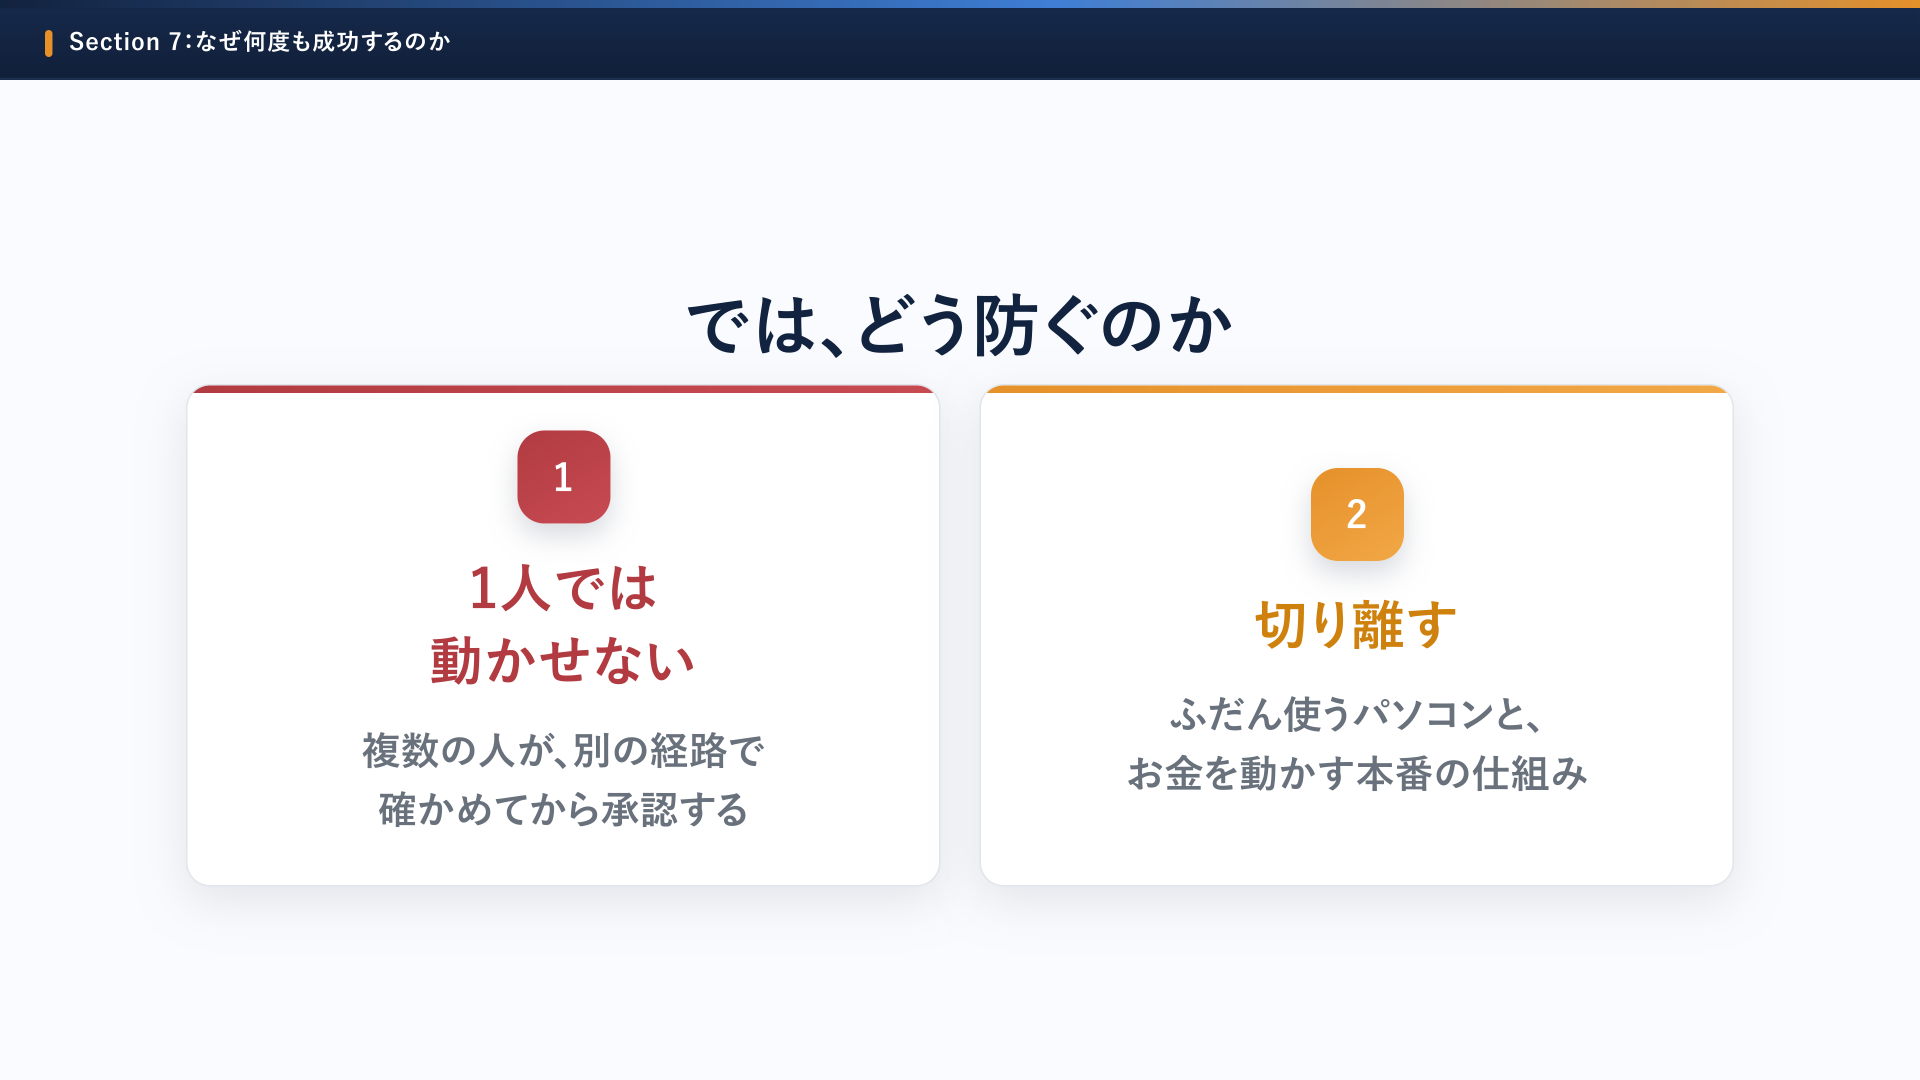 Section 7：なぜ何度も成功するのか
では、どう防ぐのか
1
1人では
動かせない
複数の人が、別の経路で
確かめてから承認する
2
切り離す
ふだん使うパソコンと、
お金を動かす本番の仕組み